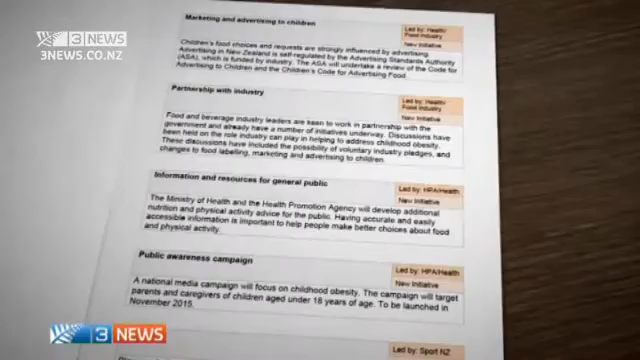 3 NEWS
3NEWS.CO.NZ
Marketing and advertising to children
Led by: Health/
Food Industry
New Initiative
Children's food choices and requests are strongly influenced by advertising.
Advertising in New Zealand is self-regulated by the Advertising Standards Authority
(ASA), which is funded by industry. The ASA will undertake a review of the Code for
Advertising to Children and the Children's Code for Advertising Food.
Partnership with industry
Led by: Health/
Food Industry
New Initiative
Food and beverage industry leaders are keen to work in partnership with the
government and already have a number of initiatives underway. Discussions have
been held on the role industry can play in helping to address childhood obesity.
These discussions have included the possibility of voluntary industry pledges, and
changes to food labelling, marketing and advertising to children.
Information and resources for general public
Led by: HPA/Health
New Initiative
The Ministry of Health and the Health Promotion Agency will develop additional
nutrition and physical activity advice for the public. Having accurate and easily
accessible information is important to help people make better choices about food
and physical activity.
Public awareness campaign
Led by: HPA/Health
New Initiative
A national media campaign will focus on childhood obesity. The campaign will target
parents and caregivers of children aged under 18 years of age. To be launched in
November 2015.
Led by: Sport NZ
3 NEWS